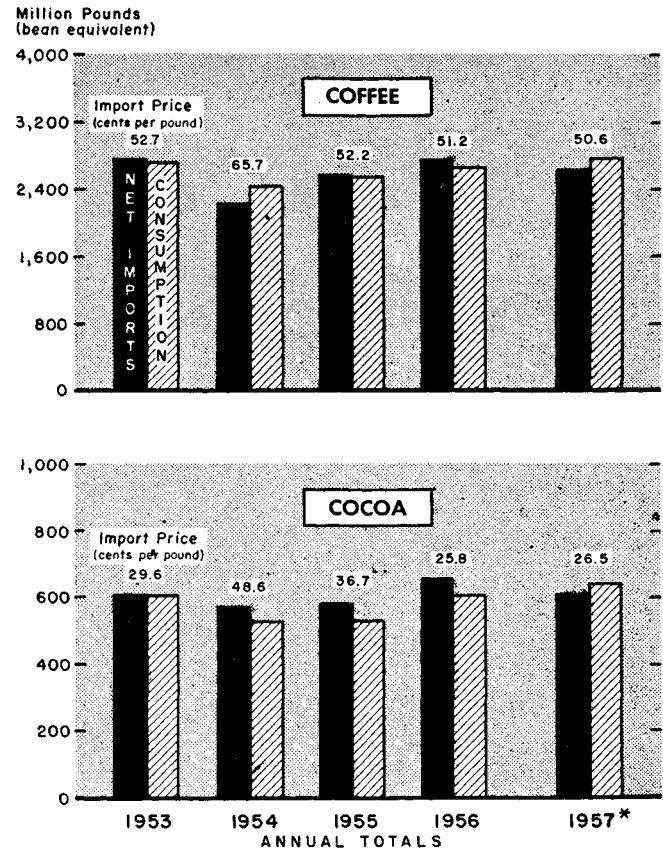 Million Pounds
(bean equivalent)
4,000
3,200
2,400
1,600
800
0
COFFEE
Import Price
(cents per pound)
52.7
65.7
52.2
51.2
50.6
NET IMPORTS
CONSUMPTION
1,000
800
600
400
200
0
COCOA
Import Price
(cents per pound)
29.6
48.6
36.7
25.8
26.5
1953
1954
1955
1956
1957*
ANNUAL TOTALS